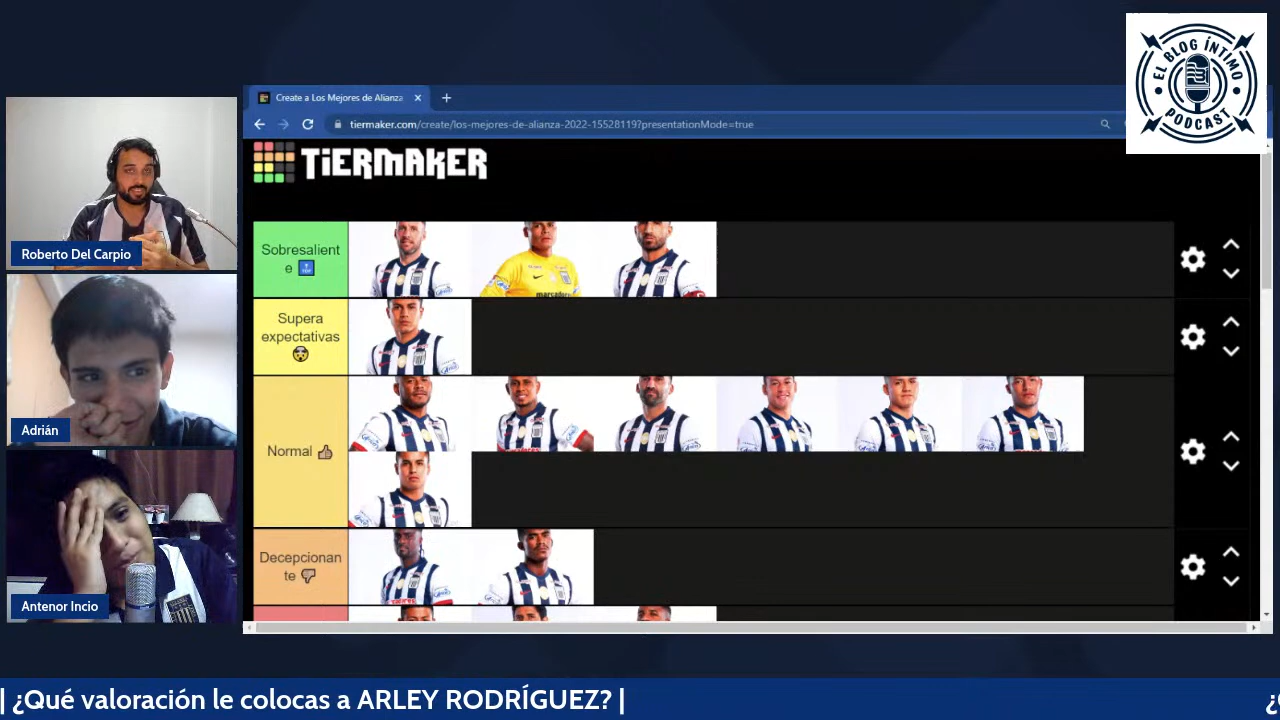 EL BLOG ÍNTIMO
PODCAST
Create a Los Mejores de Alianza
tiermaker.com/create/los-mejores-de-alianza-2022-15528119?presentationMode=true
TIERMAKER
Roberto Del Carpio
Adrián
Antenor Incio
Sobresalient
e 🔝
Supera
expectativas
🤯
Normal 👍
Decepcionan
te 👎
| ¿Qué valoración le colocas a ARLEY RODRÍGUEZ? |